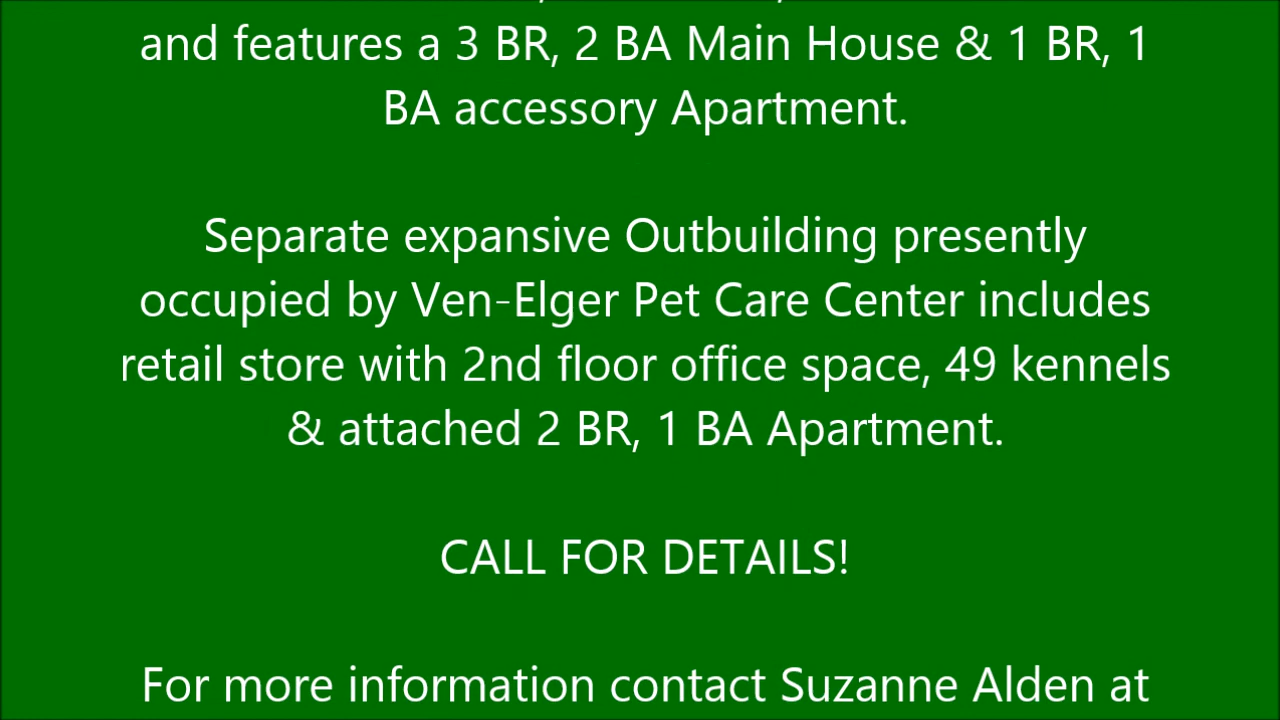 and features a 3 BR, 2 BA Main House & 1 BR, 1
BA accessory Apartment.
Separate expansive Outbuilding presently
occupied by Ven-Elger Pet Care Center includes
retail store with 2nd floor office space, 49 kennels
& attached 2 BR, 1 BA Apartment.
CALL FOR DETAILS!
For more information contact Suzanne Alden at